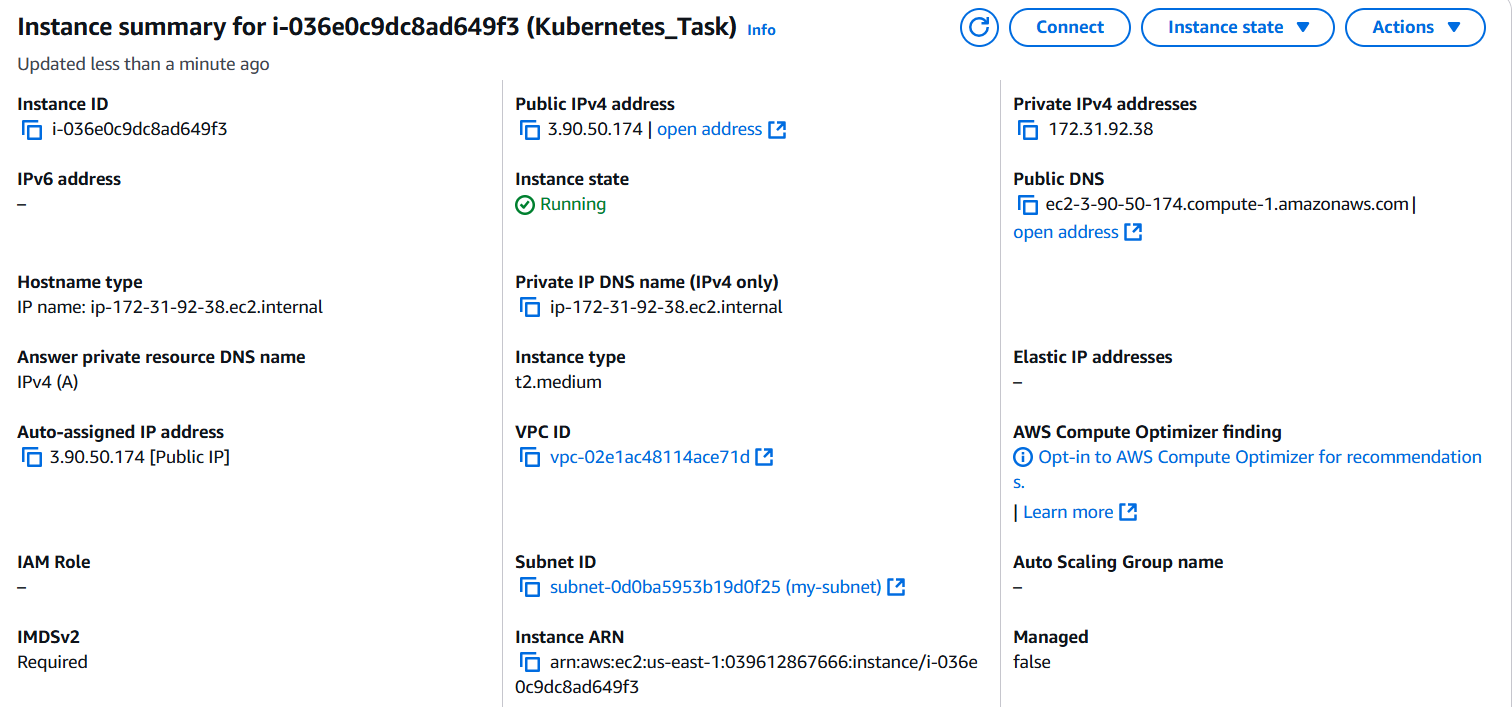 Instance summary for i-036e0c9dc8ad649f3 (Kubernetes_Task) Info
Connect
Instance state
Actions
Updated less than a minute ago
Instance ID
i-036e0c9dc8ad649f3
Public IPv4 address
3.90.50.174 | open address
Private IPv4 addresses
172.31.92.38
IPv6 address
–
Instance state
Running
Public DNS
ec2-3-90-50-174.compute-1.amazonaws.com |
open address
Hostname type
IP name: ip-172-31-92-38.ec2.internal
Private IP DNS name (IPv4 only)
ip-172-31-92-38.ec2.internal
Answer private resource DNS name
IPv4 (A)
Instance type
t2.medium
Elastic IP addresses
–
Auto-assigned IP address
3.90.50.174 [Public IP]
VPC ID
vpc-02e1ac48114ace71d
AWS Compute Optimizer finding
Opt-in to AWS Compute Optimizer for recommendation
s.
| Learn more
IAM Role
–
Subnet ID
subnet-0d0ba5953b19d0f25 (my-subnet)
Auto Scaling Group name
–
IMDSv2
Required
Instance ARN
arn:aws:ec2:us-east-1:039612867666:instance/i-036e
0c9dc8ad649f3
Managed
false